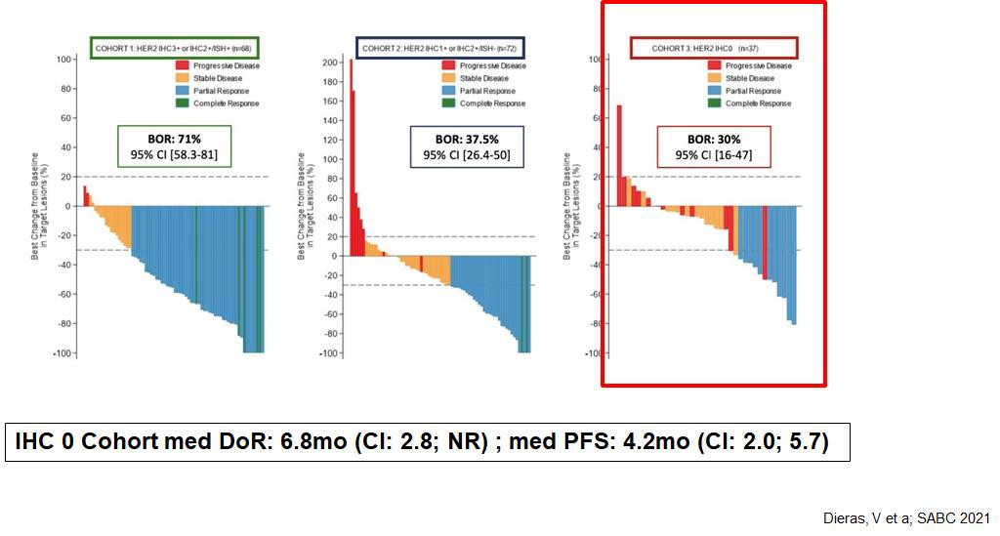 COHORT 1: HER2 IHC3+ or IHC2+/ISH+ (n=68)
Progressive Disease
Stable Disease
Partial Response
Complete Response
BOR: 71%
95% CI [58.3-81]
Best Change from Baseline
in Target Lesions (%)
100
80
60
40
20
0
-20
-40
-60
-80
-100
COHORT 2: HER2 IHC1+ or IHC2+/ISH- (n=72)
Progressive Disease
Stable Disease
Partial Response
Complete Response
BOR: 37.5%
95% CI [26.4-50]
Best Change from Baseline
in Target Lesions (%)
200
180
160
140
120
100
80
60
40
20
0
-20
-40
-60
-80
-100
COHORT 3: HER2 IHC0 (n=37)
Progressive Disease
Stable Disease
Partial Response
Complete Response
BOR: 30%
95% CI [16-47]
Best Change from Baseline
in Target Lesions (%)
100
80
60
40
20
0
-20
-40
-60
-80
-100
IHC 0 Cohort med DoR: 6.8mo (CI: 2.8; NR) ; med PFS: 4.2mo (CI: 2.0; 5.7)
Dieras, V et a; SABC 2021